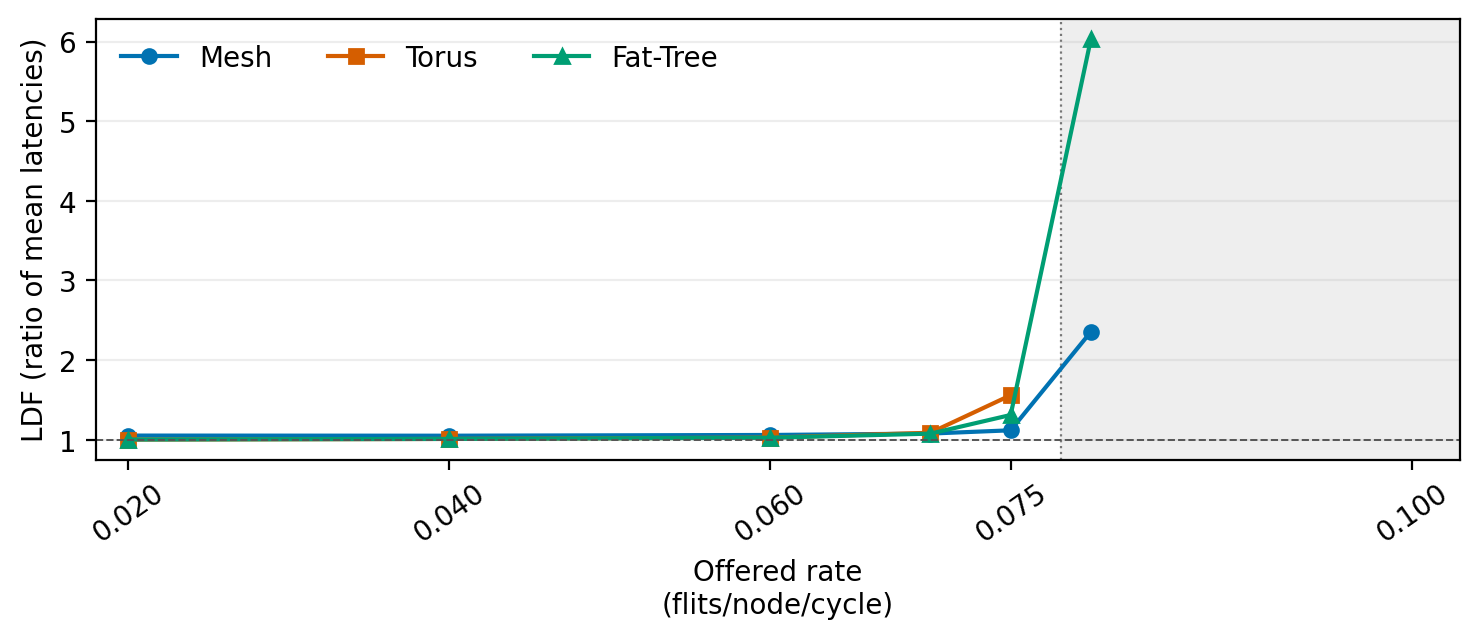 LDF (ratio of mean latencies)
6
5
4
3
2
1
Mesh
Torus
Fat-Tree
0.020
0.040
0.060
0.075
0.100
Offered rate
(flits/node/cycle)